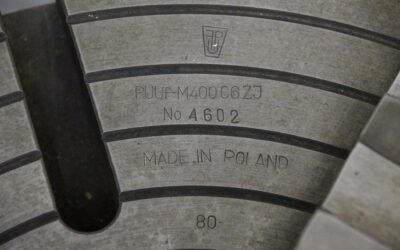 PUUF-M400C6ZJ
No 4602
MADE IN POLAND
80